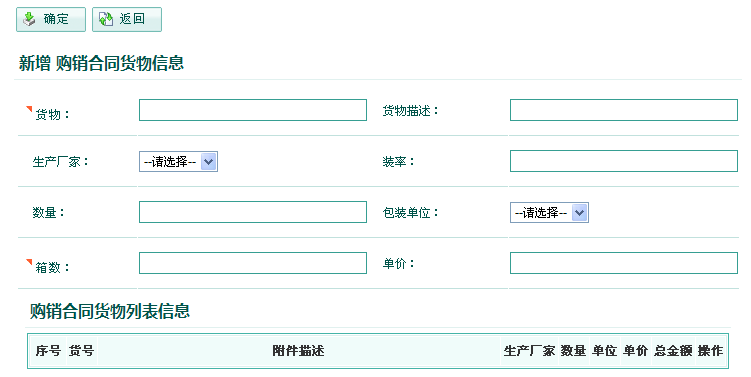 确定 返回
新增 购销合同货物信息
货物： 货物描述：
生产厂家： --请选择-- 装率：
数量： 包装单位： --请选择--
箱数： 单价：
购销合同货物列表信息
序号 货号 附件描述 生产厂家 数量 单位 单价 总金额 操作